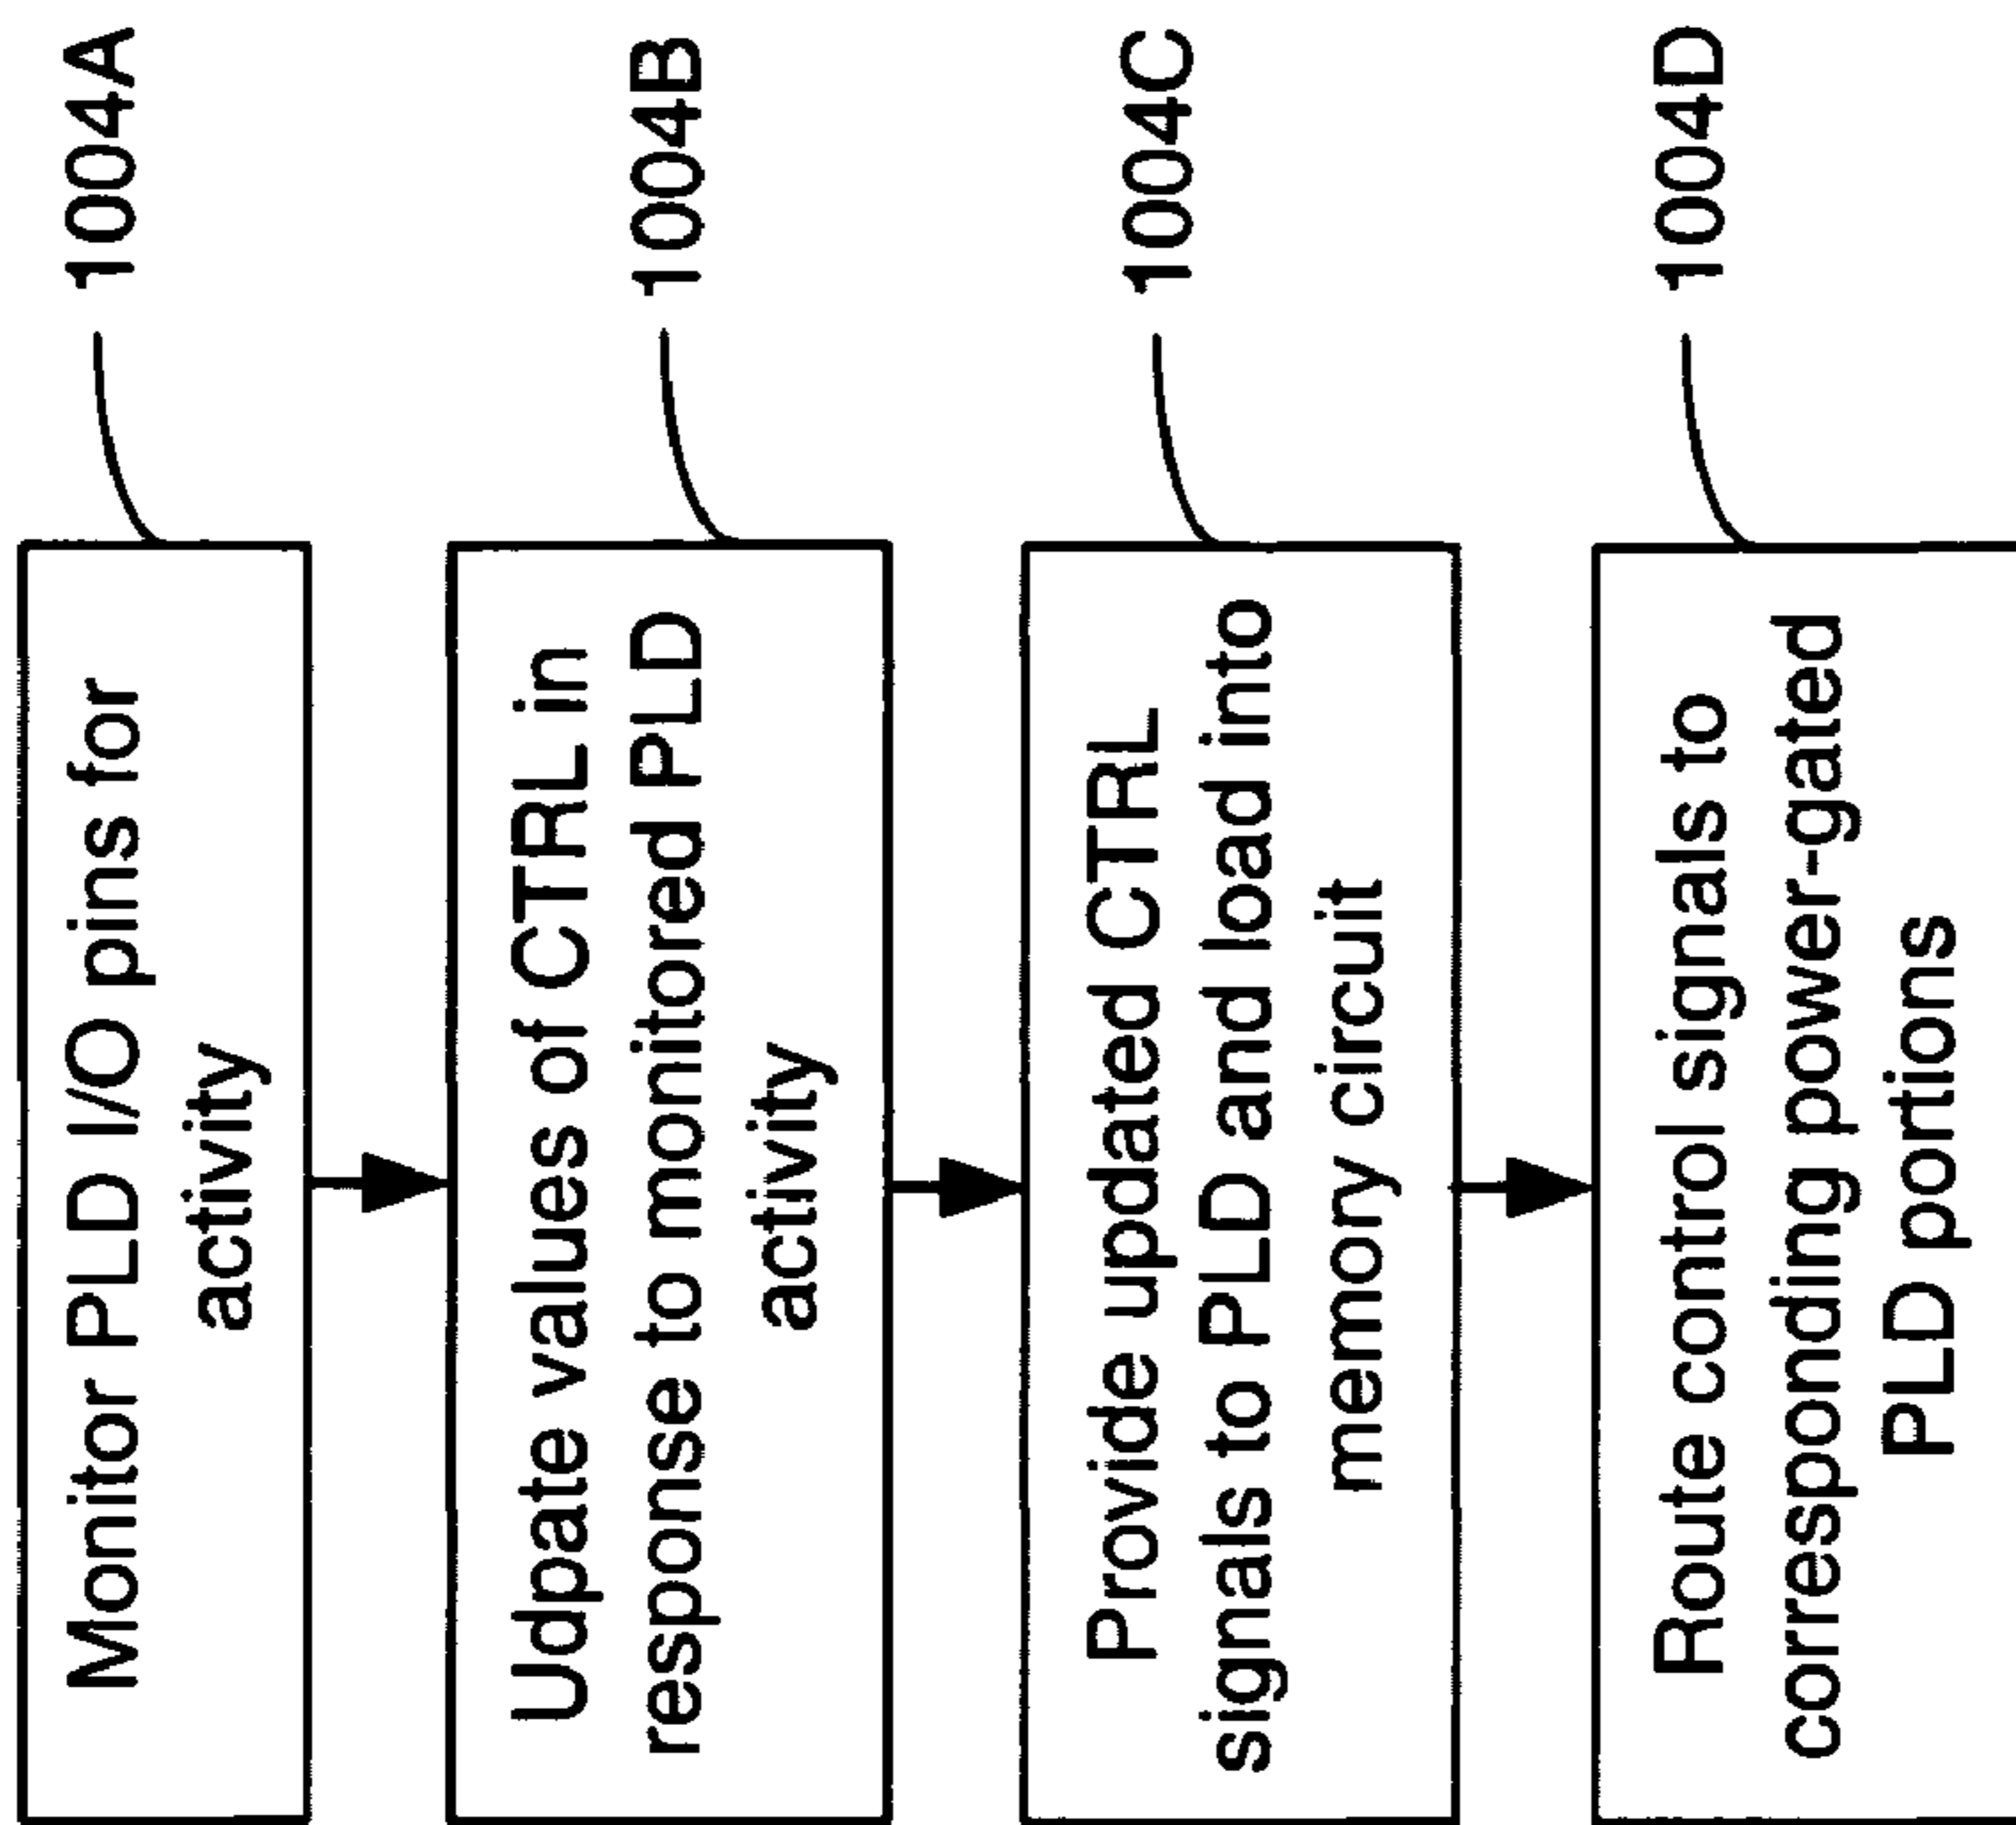 Monitor PLD I/O pins for
activity
1004A
Udpate values of CTRL in
response to monitored PLD
activity
1004B
Provide updated CTRL
signals to PLD and load into
memory circuit
1004C
Route control signals to
corresponding power-gated
PLD portions
1004D